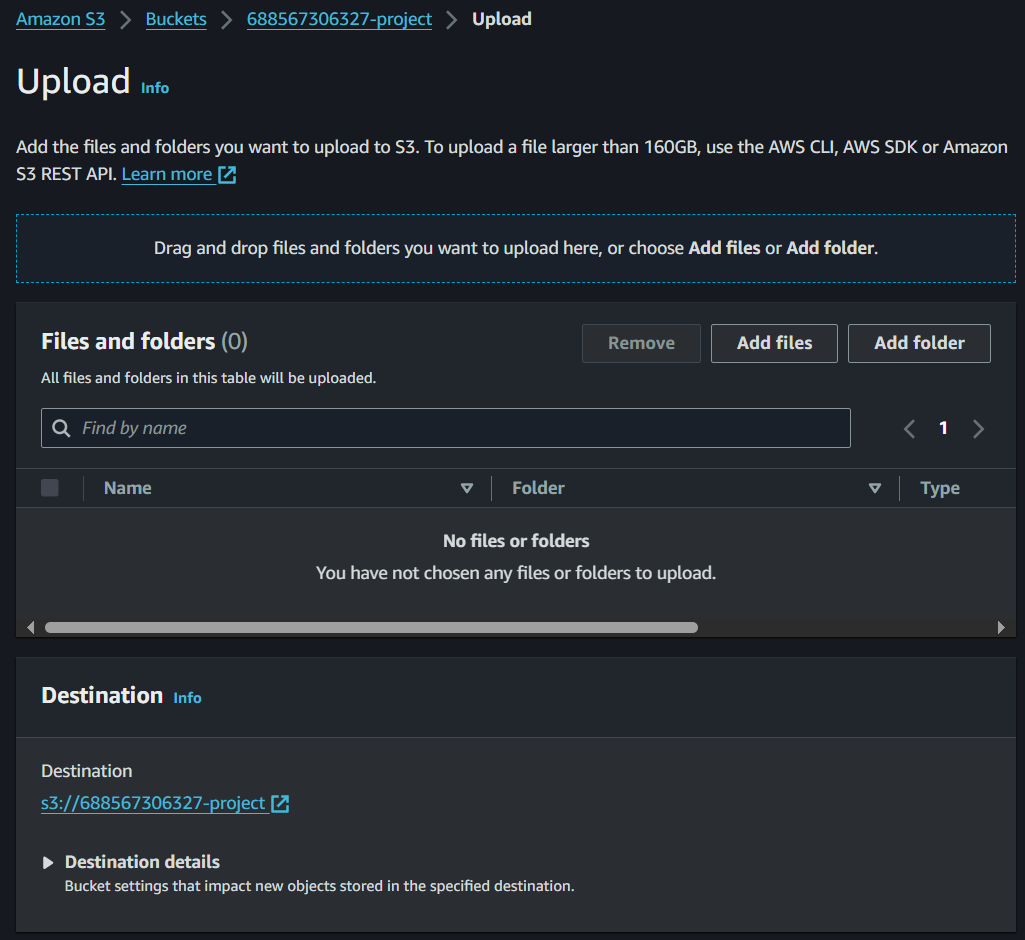 Amazon S3 > Buckets > 688567306327-project > Upload
Upload Info
Add the files and folders you want to upload to S3. To upload a file larger than 160GB, use the AWS CLI, AWS SDK or Amazon
S3 REST API. Learn more
Drag and drop files and folders you want to upload here, or choose Add files or Add folder.
Files and folders (0)
Remove Add files Add folder
All files and folders in this table will be uploaded.
Find by name
1
Name Folder Type
No files or folders
You have not chosen any files or folders to upload.
Destination Info
Destination
s3://688567306327-project
Destination details
Bucket settings that impact new objects stored in the specified destination.